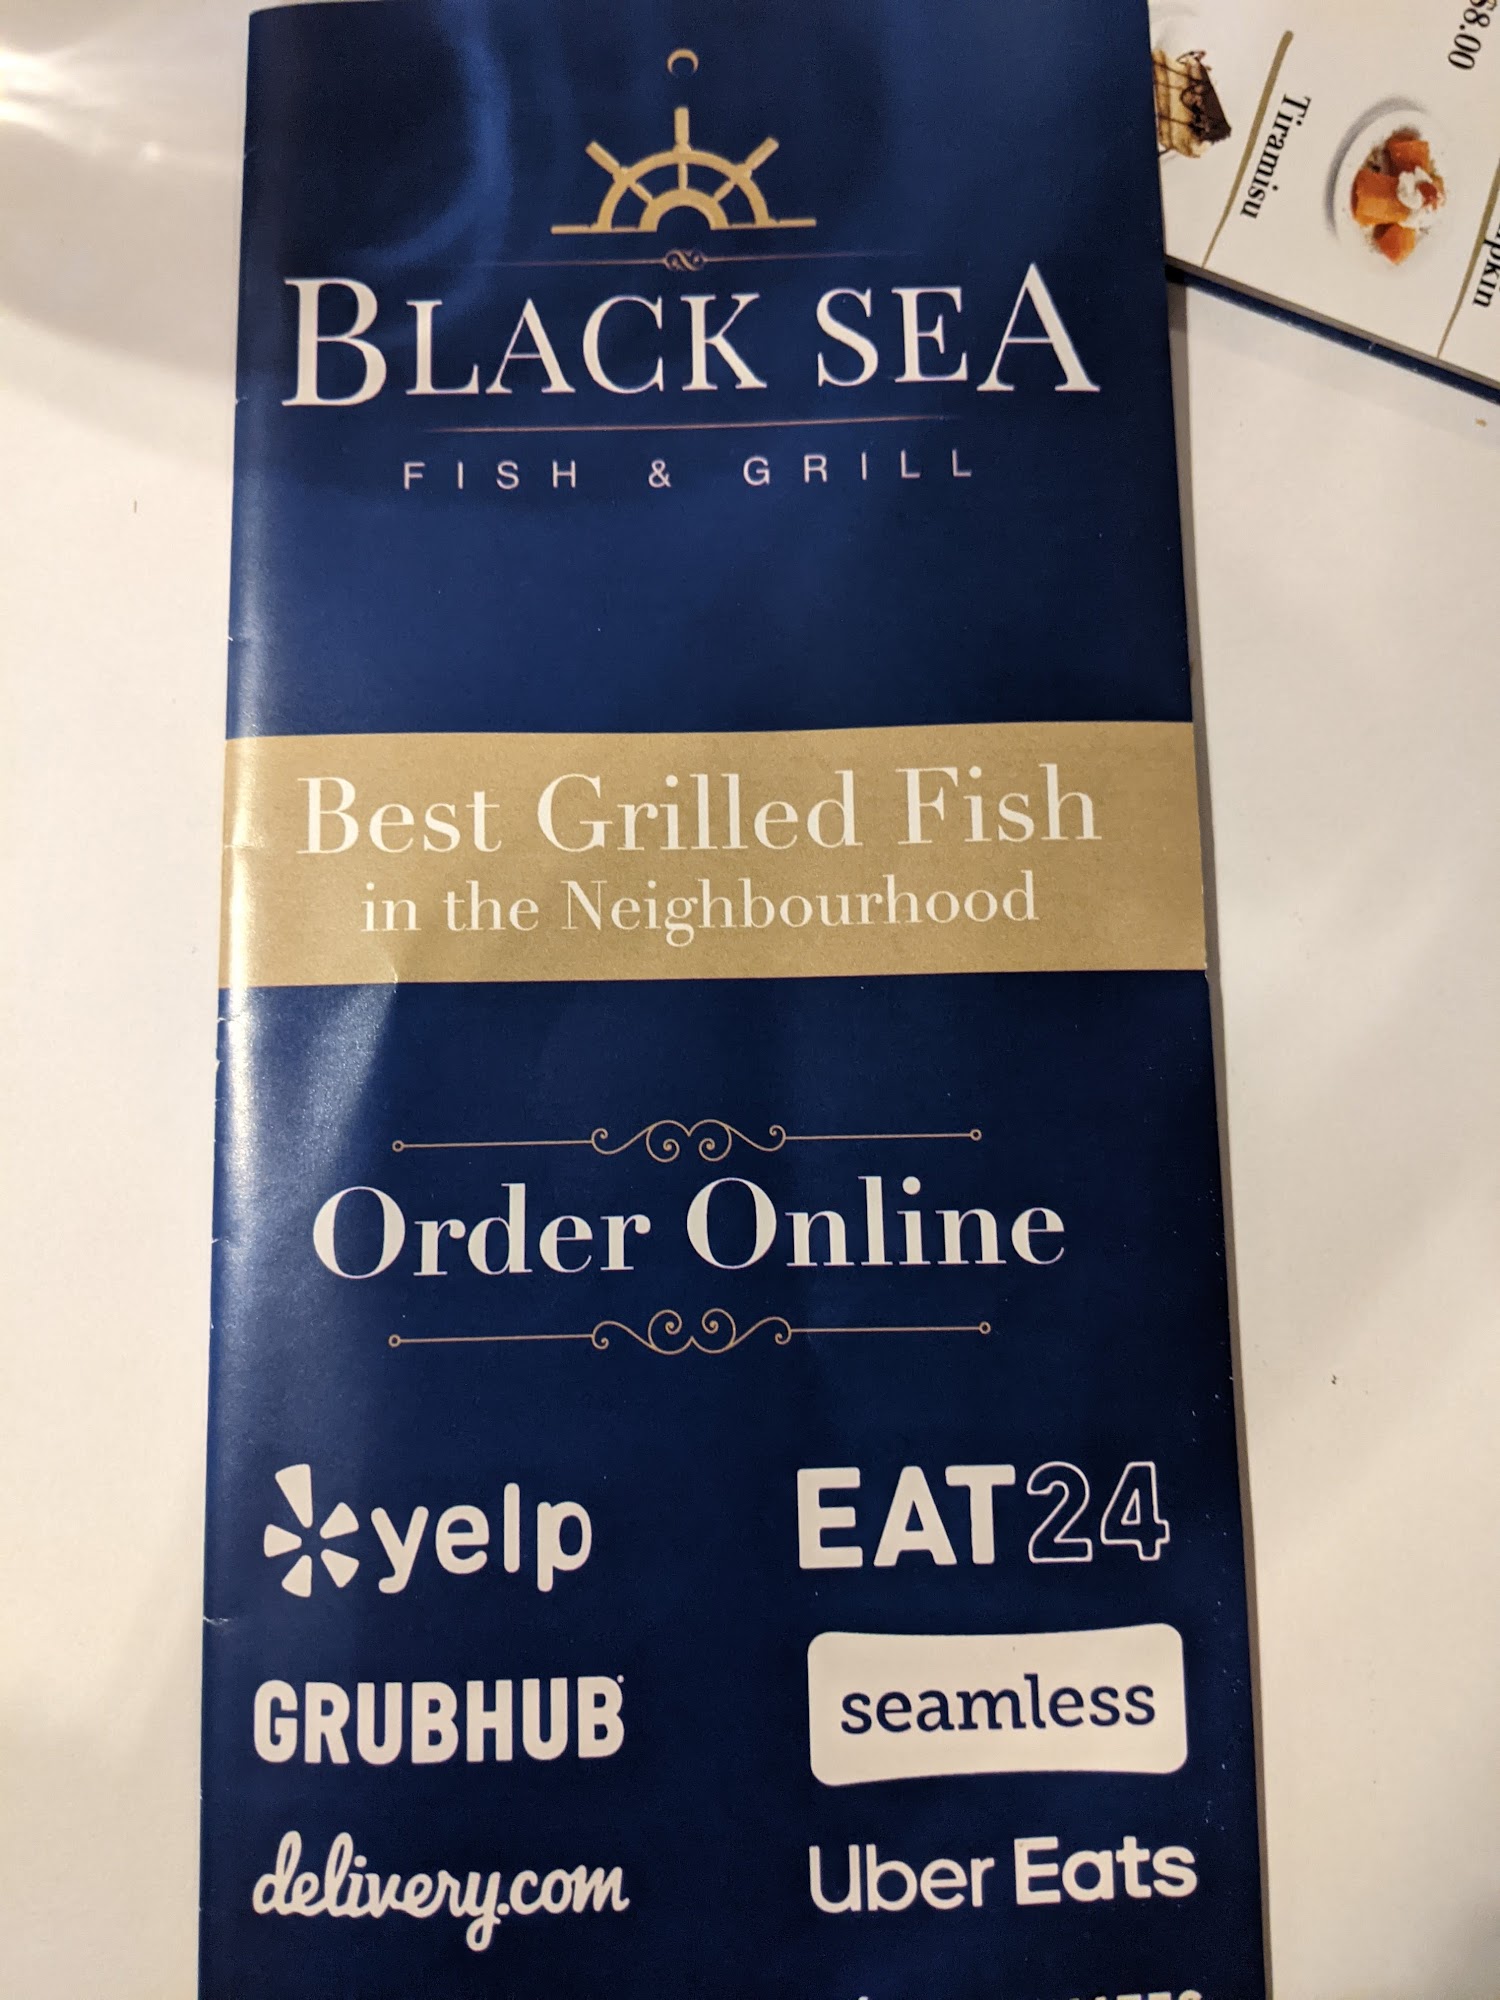 BLACK SEA
FISH & GRILL
Best Grilled Fish
in the Neighbourhood
Order Online
yelp
EAT24
GRUBHUB
seamless
delivery.com
Uber Eats
Tiramisu